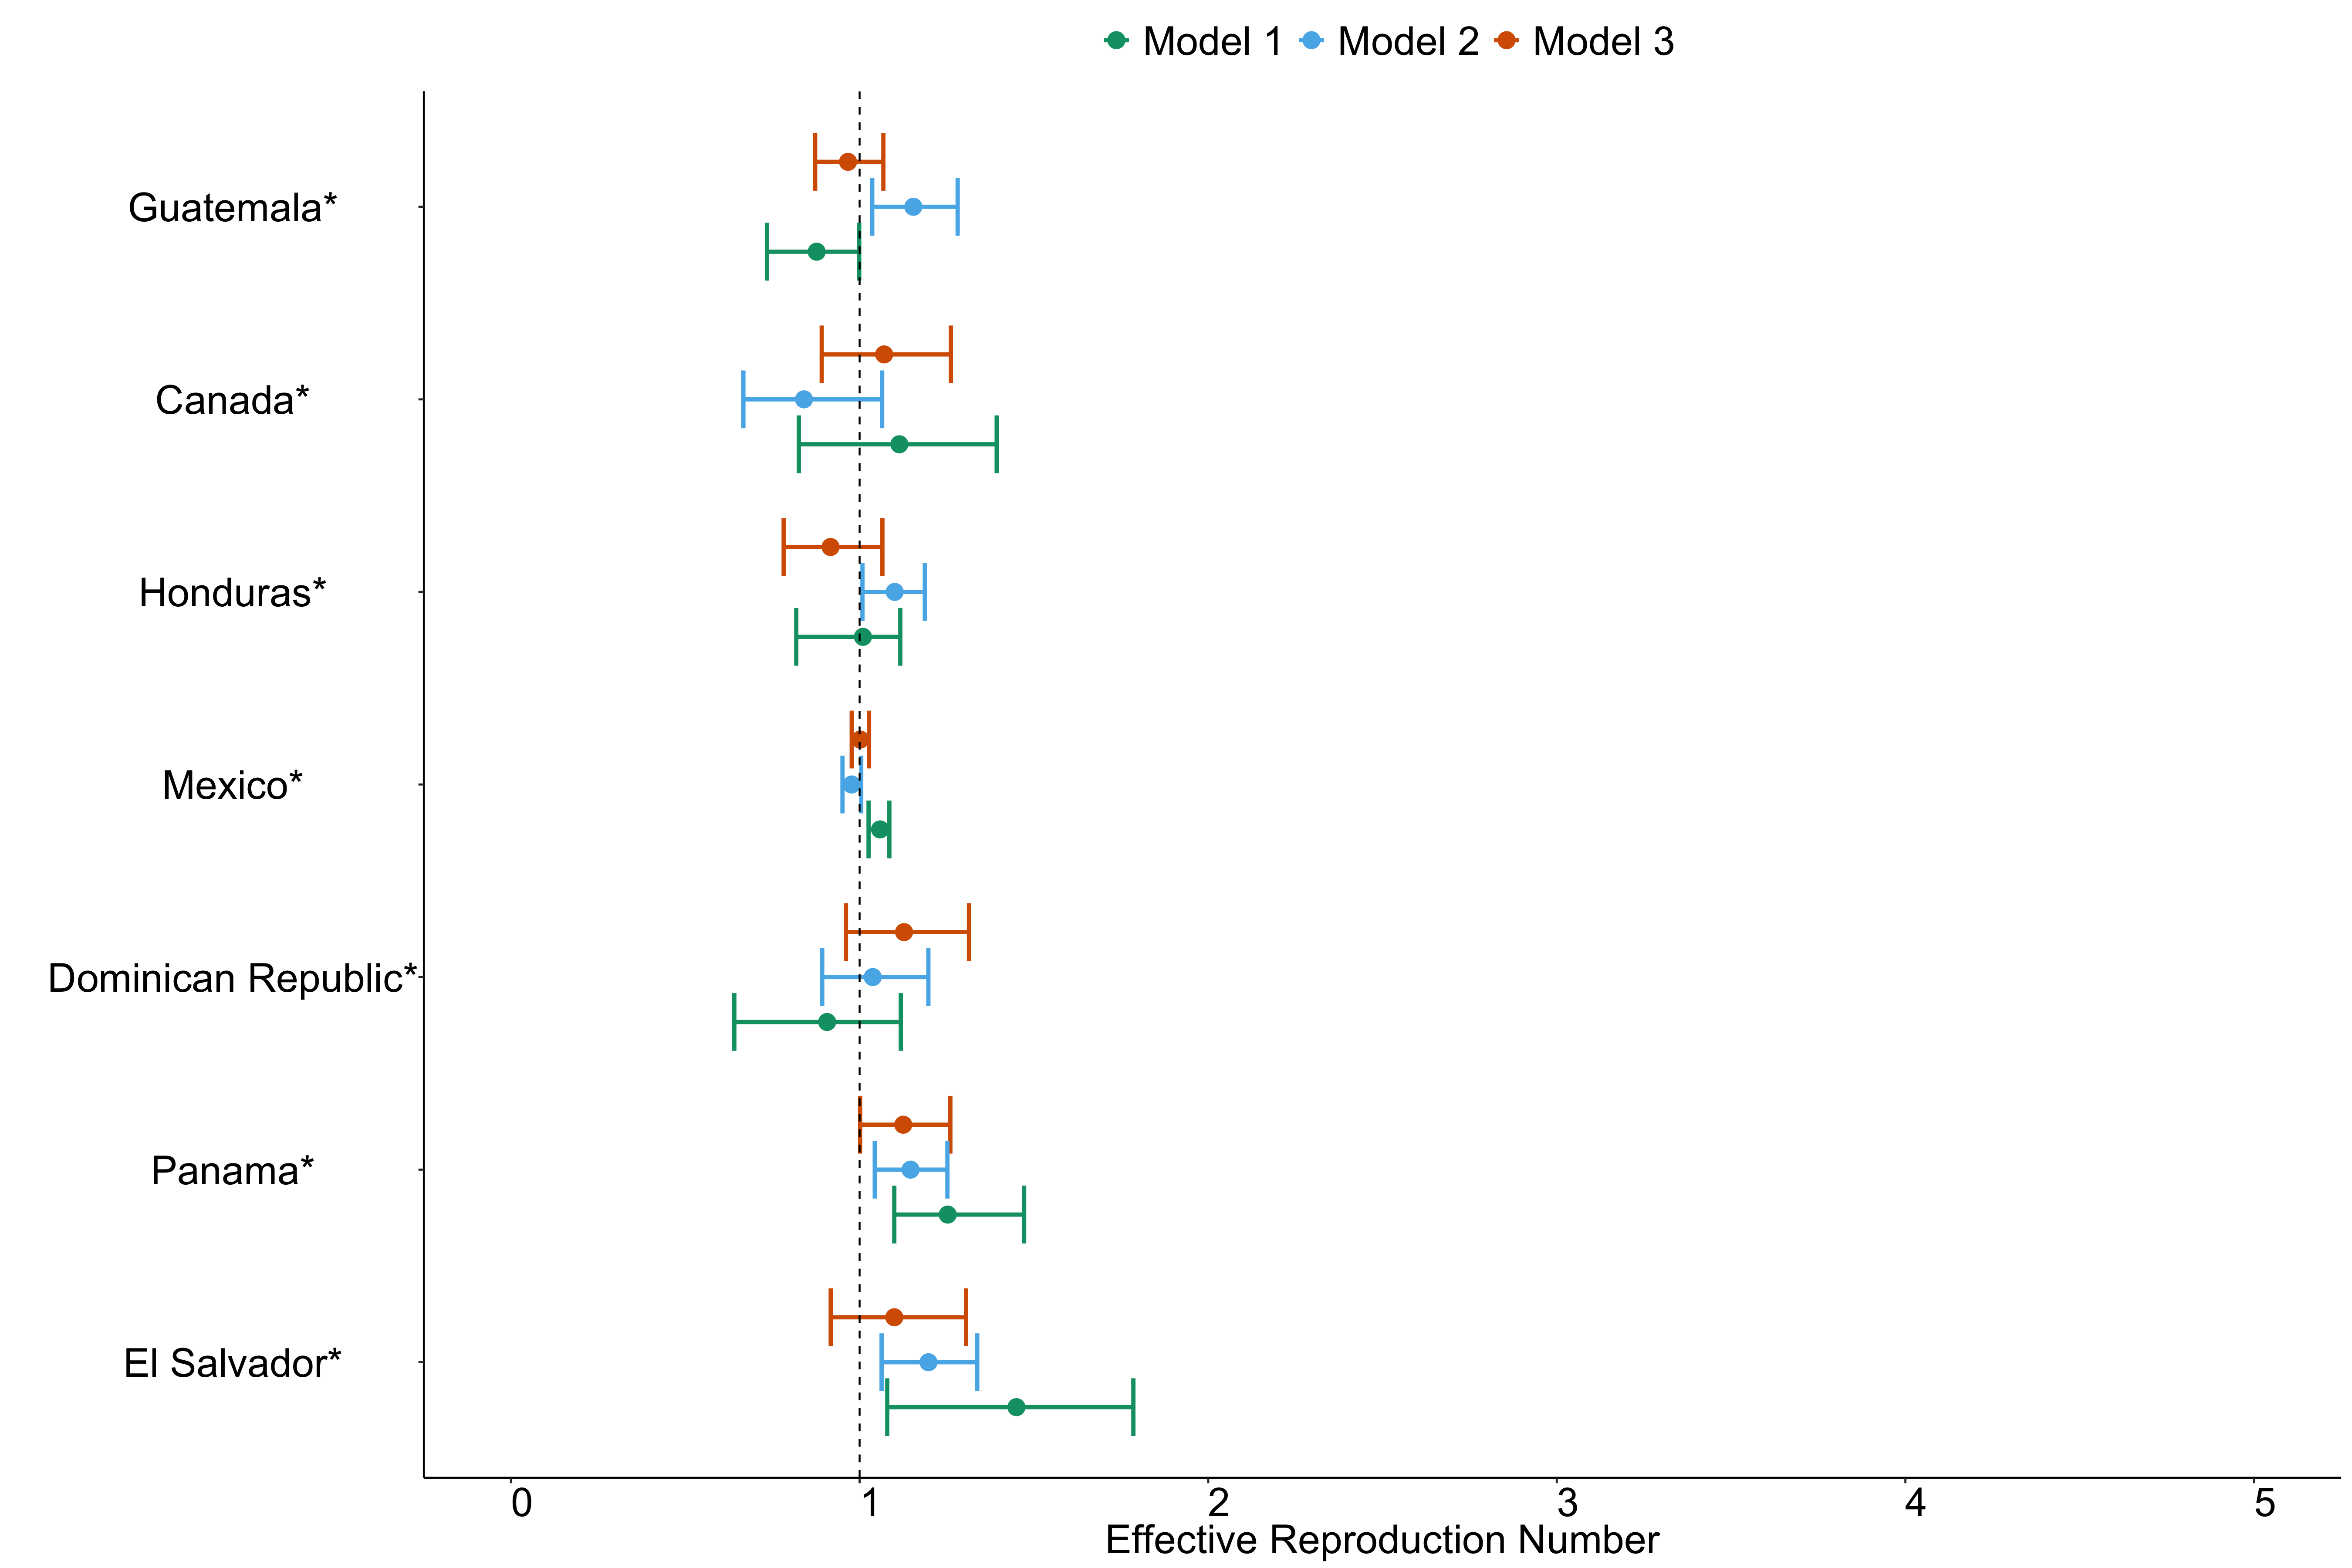 Model 1 Model 2 Model 3
Guatemala*
Canada*
Honduras*
Mexico*
Dominican Republic*
Panama*
El Salvador*
0 1 2 3 4 5
Effective Reproduction Number